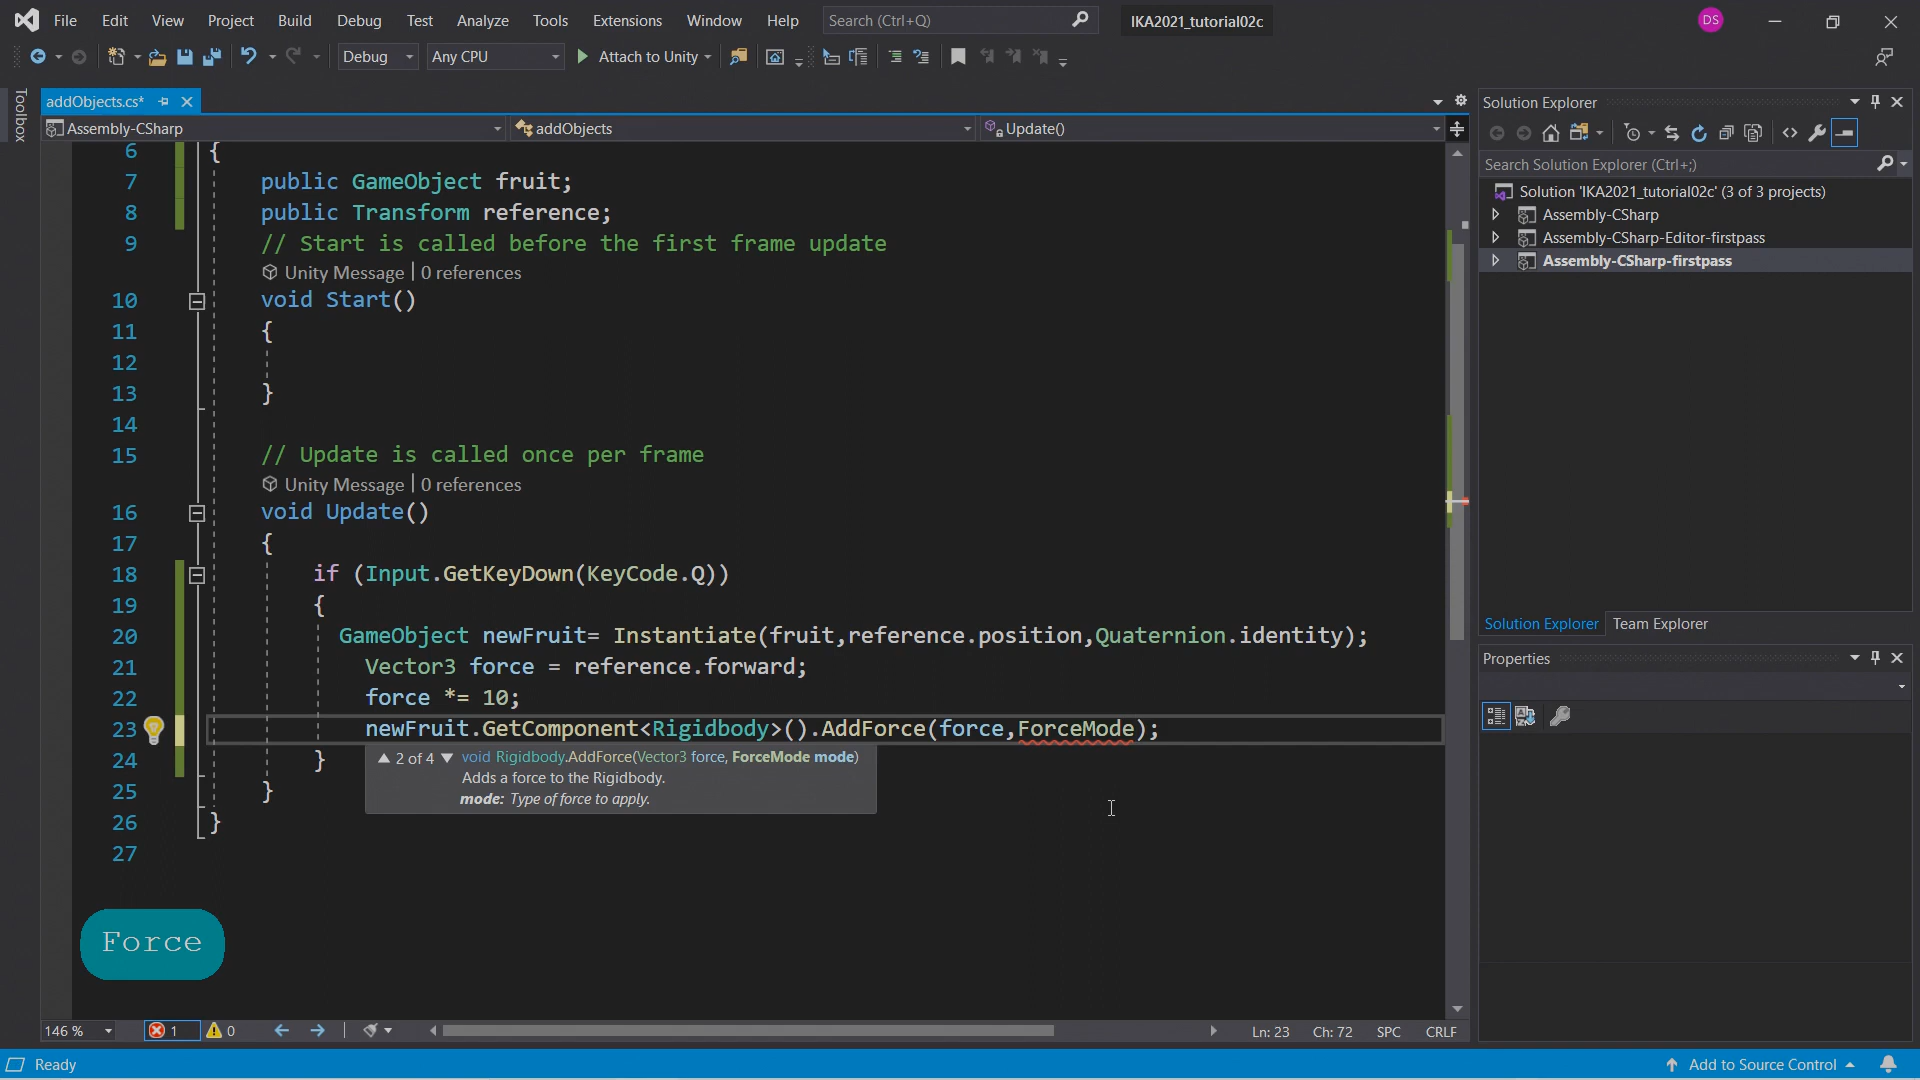 File Edit View Project Build Debug Test Analyze Tools Extensions Window Help Search (Ctrl+Q) IKA2021_tutorial02c DS
Debug Any CPU Attach to Unity
Toolbox
addObjects.cs*
Assembly-CSharp addObjects Update()
6 {
7 public GameObject fruit;
8 public Transform reference;
9 // Start is called before the first frame update
Unity Message | 0 references
10 void Start()
11 {
12
13 }
14
15 // Update is called once per frame
Unity Message | 0 references
16 void Update()
17 {
18 if (Input.GetKeyDown(KeyCode.Q))
19 {
20 GameObject newFruit= Instantiate(fruit,reference.position,Quaternion.identity);
21 Vector3 force = reference.forward;
22 force *= 10;
23 newFruit.GetComponent<Rigidbody>().AddForce(force,ForceMode);
24 }
▲ 2 of 4 ▼ void Rigidbody.AddForce(Vector3 force, ForceMode mode)
Adds a force to the Rigidbody.
mode: Type of force to apply.
25 }
26 }
27
Force
146 % 1 0 Ln: 23 Ch: 72 SPC CRLF
Solution Explorer
Search Solution Explorer (Ctrl+;)
Solution 'IKA2021_tutorial02c' (3 of 3 projects)
Assembly-CSharp
Assembly-CSharp-Editor-firstpass
Assembly-CSharp-firstpass
Solution Explorer Team Explorer
Properties
Ready Add to Source Control